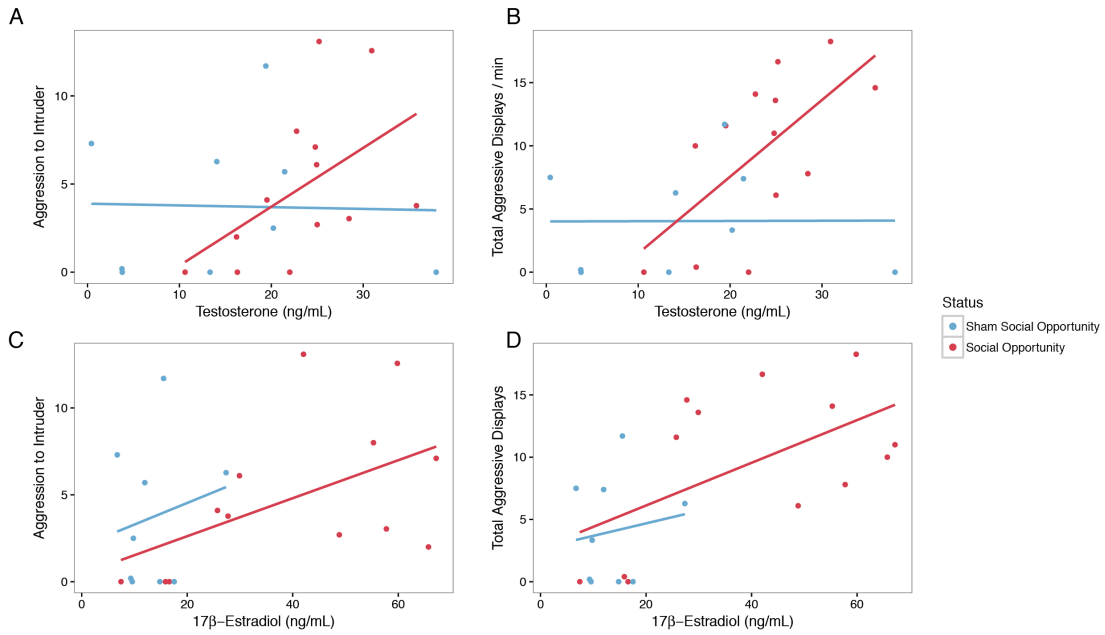 A
Aggression to Intruder
10
5
0
0
10
20
30
Testosterone (ng/mL)
B
Total Aggressive Displays / min
15
10
5
0
0
10
20
30
Testosterone (ng/mL)
C
Aggression to Intruder
10
5
0
0
20
40
60
17β−Estradiol (ng/mL)
D
Total Aggressive Displays
15
10
5
0
0
20
40
60
17β−Estradiol (ng/mL)
Status
Sham Social Opportunity
Social Opportunity